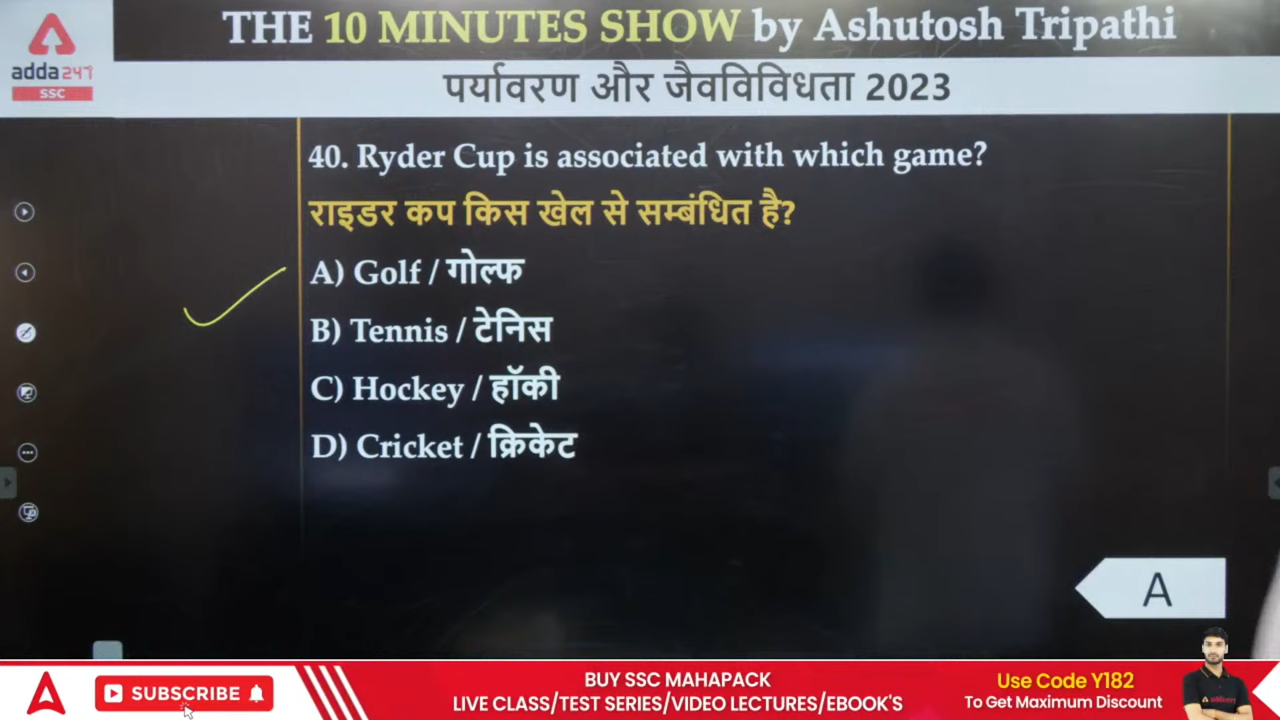 THE 10 MINUTES SHOW by Ashutosh Tripathi
adda247
SSC
पर्यावरण और जैवविविधता 2023
40. Ryder Cup is associated with which game?
राइडर कप किस खेल से सम्बंधित है?
A) Golf / गोल्फ
B) Tennis / टेनिस
C) Hockey / हॉकी
D) Cricket / क्रिकेट
A
SUBSCRIBE
BUY SSC MAHAPACK
LIVE CLASS/TEST SERIES/VIDEO LECTURES/EBOOK'S
Use Code Y182
To Get Maximum Discount